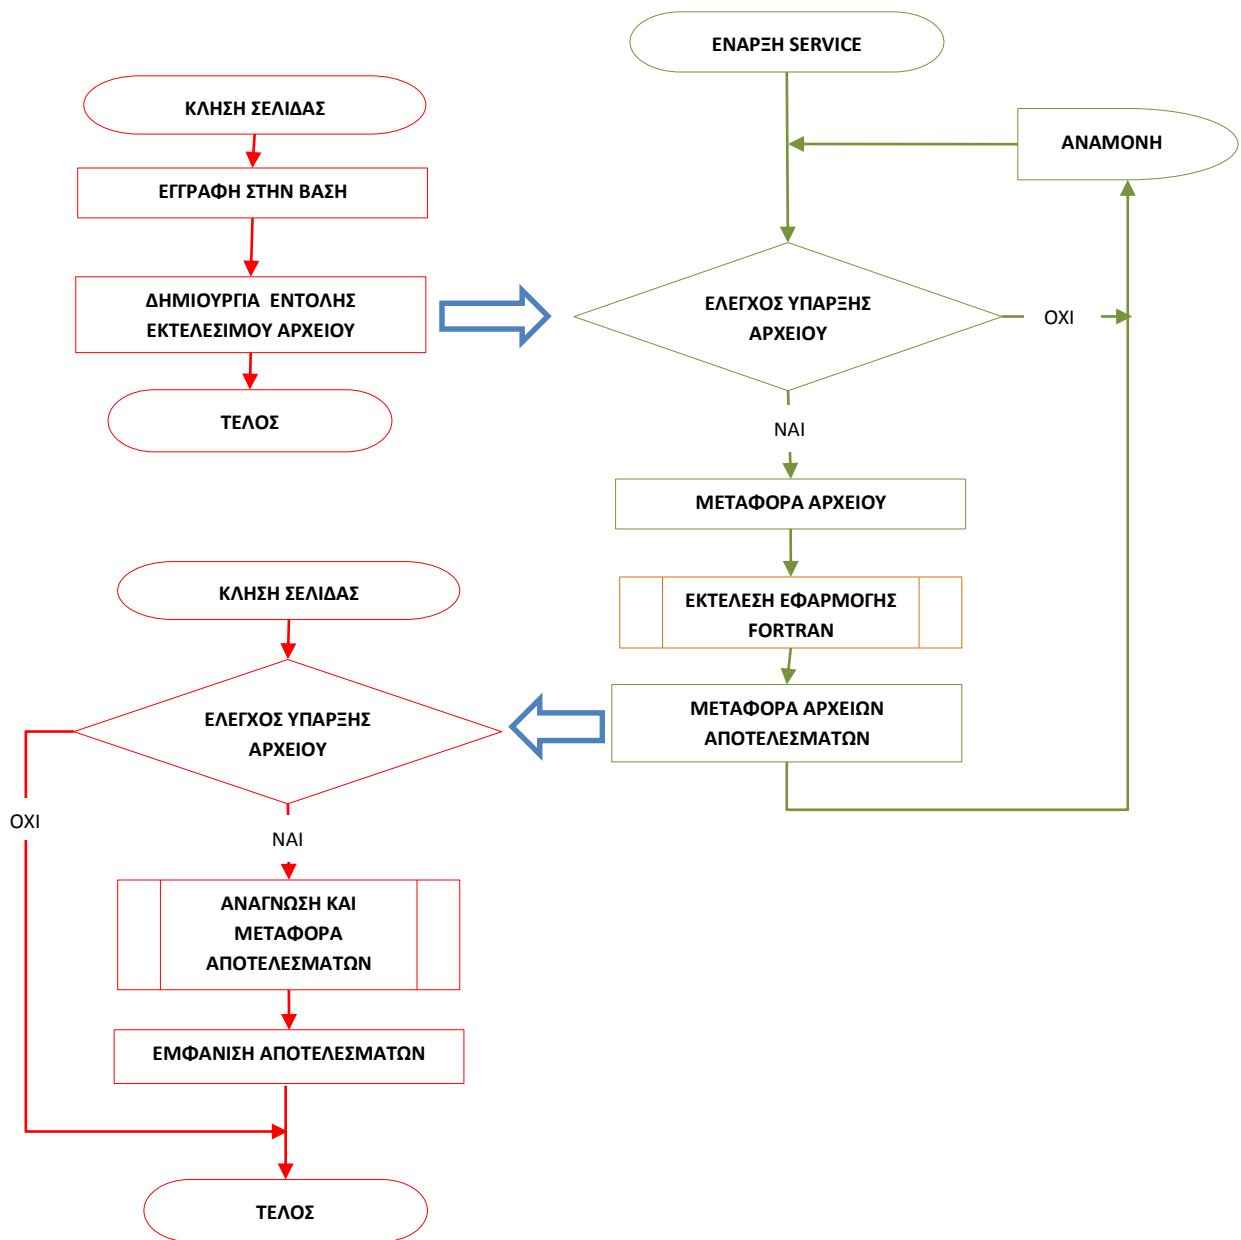 ΕΝΑΡΞΗ SERVICE
ΚΛΗΣΗ ΣΕΛΙΔΑΣ
ΑΝΑΜΟΝΗ
ΕΓΓΡΑΦΗ ΣΤΗΝ ΒΑΣΗ
ΔΗΜΙΟΥΡΓΙΑ ΕΝΤΟΛΗΣ
ΕΚΤΕΛΕΣΙΜΟΥ ΑΡΧΕΙΟΥ
ΕΛΕΓΧΟΣ ΥΠΑΡΞΗΣ
ΑΡΧΕΙΟΥ
ΟΧΙ
ΤΕΛΟΣ
ΝΑΙ
ΜΕΤΑΦΟΡΑ ΑΡΧΕΙΟΥ
ΕΚΤΕΛΕΣΗ ΕΦΑΡΜΟΓΗΣ
FORTRAN
ΜΕΤΑΦΟΡΑ ΑΡΧΕΙΩΝ
ΑΠΟΤΕΛΕΣΜΑΤΩΝ
ΚΛΗΣΗ ΣΕΛΙΔΑΣ
ΕΛΕΓΧΟΣ ΥΠΑΡΞΗΣ
ΑΡΧΕΙΟΥ
ΟΧΙ
ΝΑΙ
ΑΝΑΓΝΩΣΗ ΚΑΙ
ΜΕΤΑΦΟΡΑ
ΑΠΟΤΕΛΕΣΜΑΤΩΝ
ΕΜΦΑΝΙΣΗ ΑΠΟΤΕΛΕΣΜΑΤΩΝ
ΤΕΛΟΣ